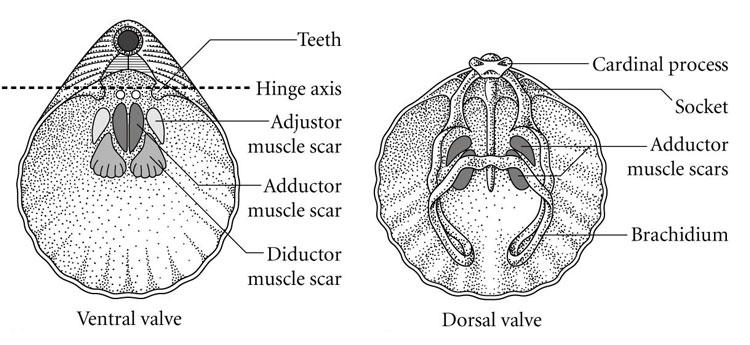 Teeth
Hinge axis
Adjustor
muscle scar
Adductor
muscle scar
Diductor
muscle scar
Ventral valve
Cardinal process
Socket
Adductor
muscle scars
Brachidium
Dorsal valve